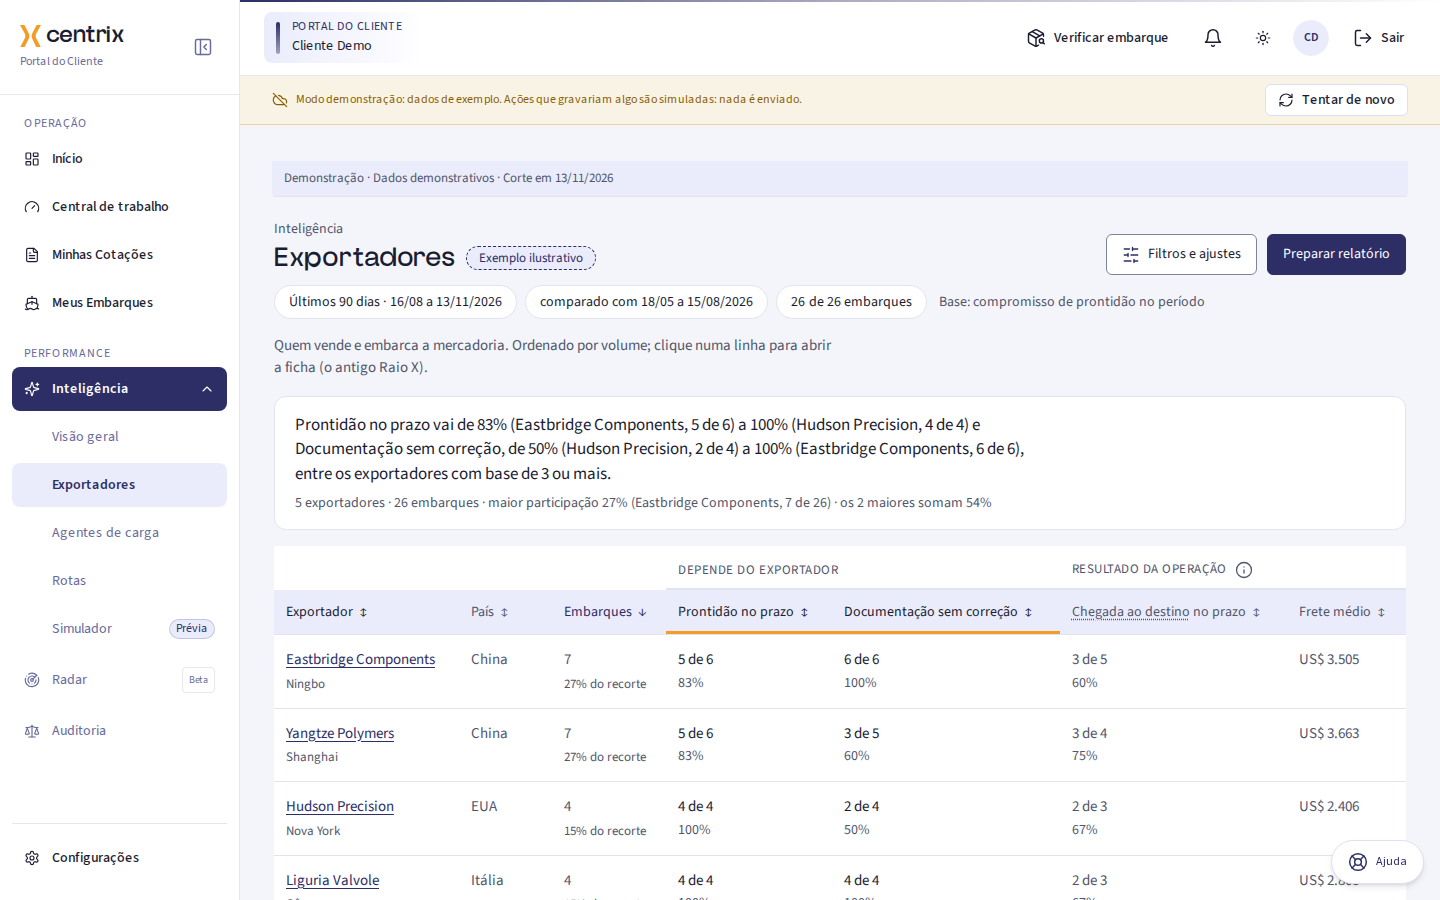 centrix
Portal do Cliente
OPERAÇÃO
Início
Central de trabalho
Minhas Cotações
Meus Embarques
PERFORMANCE
Inteligência
Visão geral
Exportadores
Agentes de carga
Rotas
Simulador Prévia
Radar Beta
Auditoria
Configurações
PORTAL DO CLIENTE
Cliente Demo
Verificar embarque
CD
Sair
Modo demonstração: dados de exemplo. Ações que gravariam algo são simuladas: nada é enviado.
Tentar de novo
Demonstração · Dados demonstrativos · Corte em 13/11/2026
Inteligência
Exportadores Exemplo ilustrativo
Filtros e ajustes
Preparar relatório
Últimos 90 dias · 16/08 a 13/11/2026 comparado com 18/05 a 15/08/2026 26 de 26 embarques Base: compromisso de prontidão no período
Quem vende e embarca a mercadoria. Ordenado por volume; clique numa linha para abrir
a ficha (o antigo Raio X).
Prontidão no prazo vai de 83% (Eastbridge Components, 5 de 6) a 100% (Hudson Precision, 4 de 4) e
Documentação sem correção, de 50% (Hudson Precision, 2 de 4) a 100% (Eastbridge Components, 6 de 6),
entre os exportadores com base de 3 ou mais.
5 exportadores · 26 embarques · maior participação 27% (Eastbridge Components, 7 de 26) · os 2 maiores somam 54%
DEPENDE DO EXPORTADOR RESULTADO DA OPERAÇÃO
Exportador País Embarques Prontidão no prazo Documentação sem correção Chegada ao destino no prazo Frete médio
Eastbridge Components China 7 5 de 6 6 de 6 3 de 5 US$ 3.505
Ningbo 27% do recorte 83% 100% 60%
Yangtze Polymers China 7 5 de 6 3 de 5 3 de 4 US$ 3.663
Shanghai 27% do recorte 83% 60% 75%
Hudson Precision EUA 4 4 de 4 2 de 4 2 de 3 US$ 2.406
Nova York 15% do recorte 100% 50% 67%
Liguria Valvole Itália 4 4 de 4 4 de 4 2 de 3 US$
Ajuda